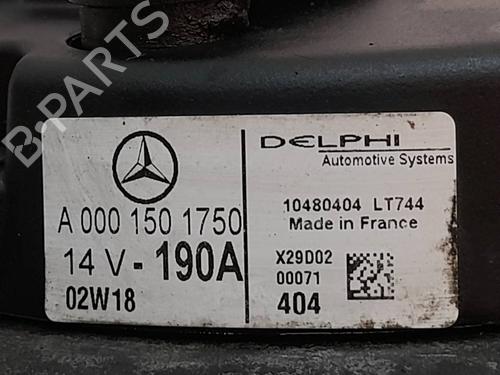 B-PARTS
DELPHI
Automotive Systems
A 000 150 1750
14 V - 190A
02W18
10480404 LT744
Made in France
X29D02
00071
404